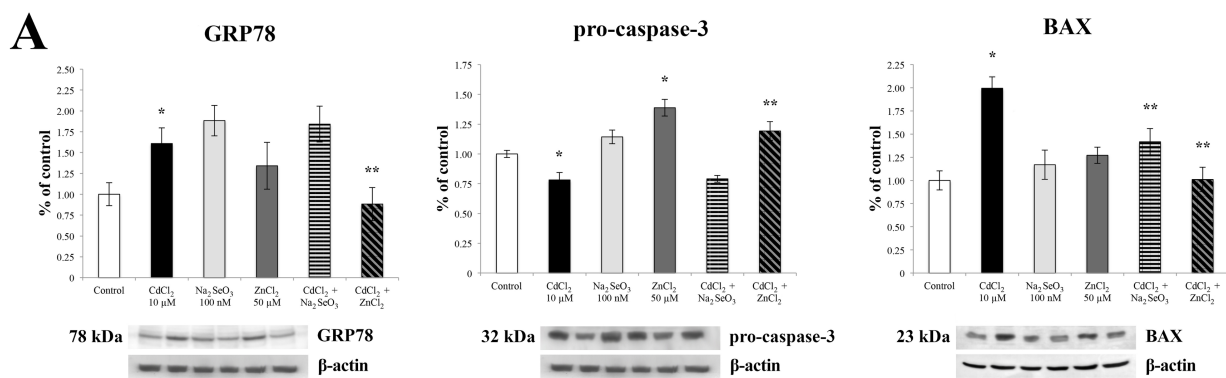 A
GRP78
% of control
2.50
2.25
2.00
1.75
1.50
1.25
1.00
0.75
0.50
0.25
0
*
**
Control
CdCl₂
10 µM
Na₂SeO₃
100 nM
ZnCl₂
50 µM
CdCl₂ +
Na₂SeO₃
CdCl₂ +
ZnCl₂
78 kDa
GRP78
β-actin
pro-caspase-3
% of control
1.75
1.50
1.25
1.00
0.75
0.50
0.25
0
*
*
**
Control
CdCl₂
10 µM
Na₂SeO₃
100 nM
ZnCl₂
50 µM
CdCl₂ +
Na₂SeO₃
CdCl₂ +
ZnCl₂
32 kDa
pro-caspase-3
β-actin
BAX
% of control
2.25
2.00
1.75
1.50
1.25
1.00
0.75
0.50
0.25
0
*
**
**
Control
CdCl₂
10 µM
Na₂SeO₃
100 nM
ZnCl₂
50 µM
CdCl₂ +
Na₂SeO₃
CdCl₂ +
ZnCl₂
23 kDa
BAX
β-actin